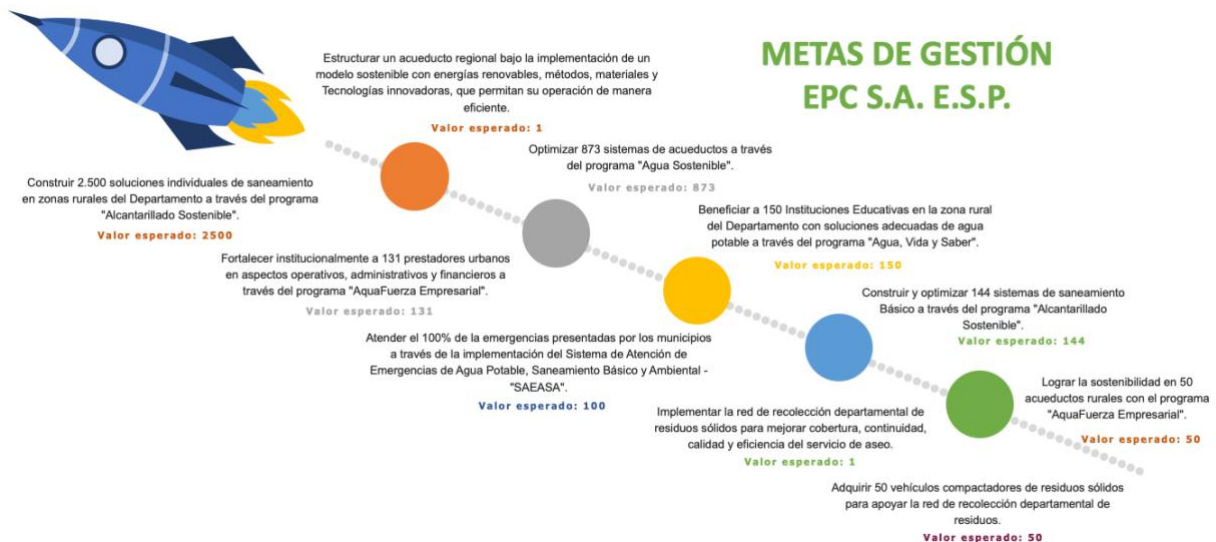 METAS DE GESTIÓN
EPC S.A. E.S.P.
Estructurar un acueducto regional bajo la implementación de un
modelo sostenible con energías renovables, métodos, materiales y
Tecnologías innovadoras, que permitan su operación de manera
eficiente.
Valor esperado: 1
Optimizar 873 sistemas de acueductos a través
del programa "Agua Sostenible".
Valor esperado: 873
Construir 2.500 soluciones individuales de saneamiento
en zonas rurales del Departamento a través del programa
"Alcantarillado Sostenible".
Valor esperado: 2500
Beneficiar a 150 Instituciones Educativas en la zona rural
del Departamento con soluciones adecuadas de agua
potable a través del programa "Agua, Vida y Saber".
Valor esperado: 150
Fortalecer institucionalmente a 131 prestadores urbanos
en aspectos operativos, administrativos y financieros a
través del programa "AquaFuerza Empresarial".
Valor esperado: 131
Construir y optimizar 144 sistemas de saneamiento
Básico a través del programa "Alcantarillado
Sostenible".
Valor esperado: 144
Atender el 100% de la emergencias presentadas por los municipios
a través de la implementación del Sistema de Atención de
Emergencias de Agua Potable, Saneamiento Básico y Ambiental -
"SAEASA".
Valor esperado: 100
Lograr la sostenibilidad en 50
acueductos rurales con el programa
"AquaFuerza Empresarial".
Valor esperado: 50
Implementar la red de recolección departamental de
residuos sólidos para mejorar cobertura, continuidad,
calidad y eficiencia del servicio de aseo.
Valor esperado: 1
Adquirir 50 vehículos compactadores de residuos sólidos
para apoyar la red de recolección departamental de
residuos.
Valor esperado: 50